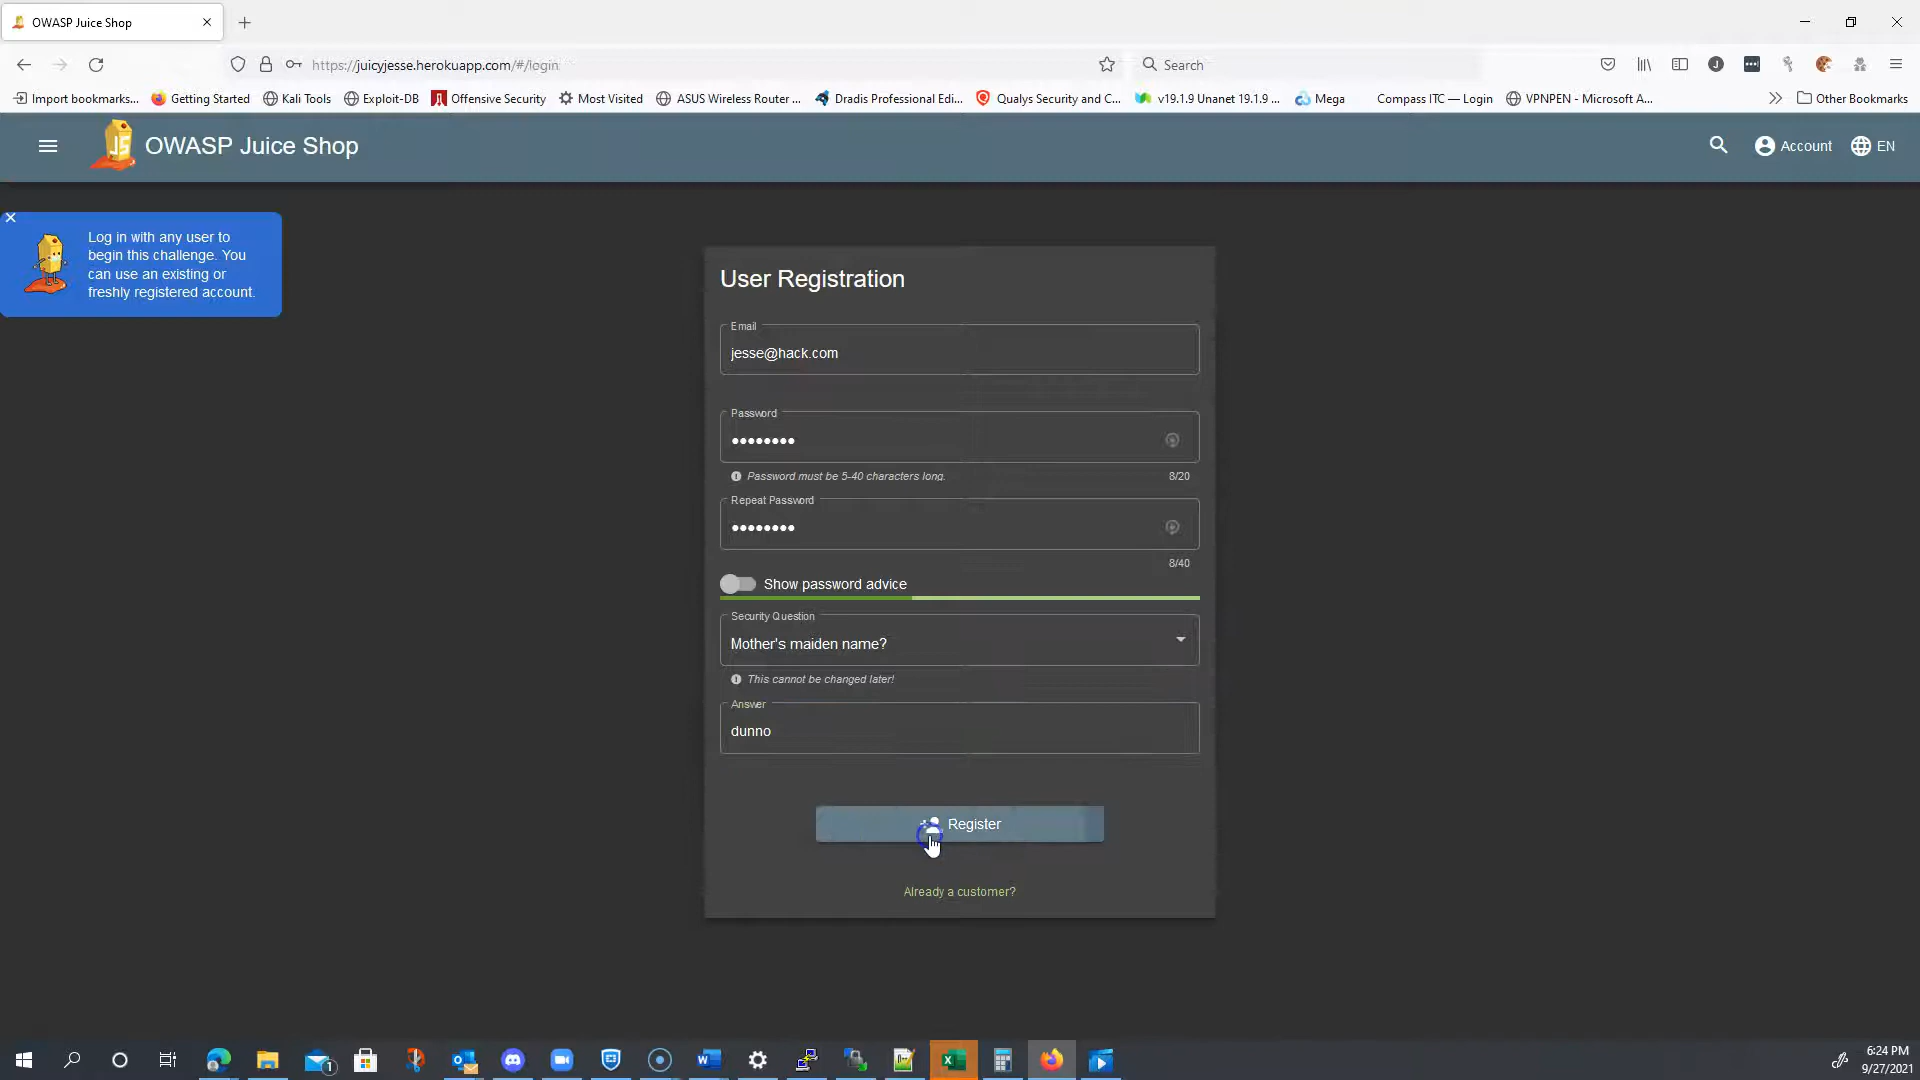 OWASP Juice Shop
https://juicyjesse.herokuapp.com/#/login
Search
Import bookmarks... Getting Started Kali Tools Exploit-DB Offensive Security Most Visited ASUS Wireless Router ... Dradis Professional Edi... Qualys Security and C... v19.1.9 Unanet 19.1.9 ... Mega Compass ITC — Login VPNPEN - Microsoft A... Other Bookmarks
OWASP Juice Shop
Account
EN
Log in with any user to
begin this challenge. You
can use an existing or
freshly registered account.
User Registration
Email
jesse@hack.com
Password
••••••••
Password must be 5-40 characters long.
8/20
Repeat Password
••••••••
8/40
Show password advice
Security Question
Mother's maiden name?
This cannot be changed later!
Answer
dunno
Register
Already a customer?
6:24 PM
9/27/2021